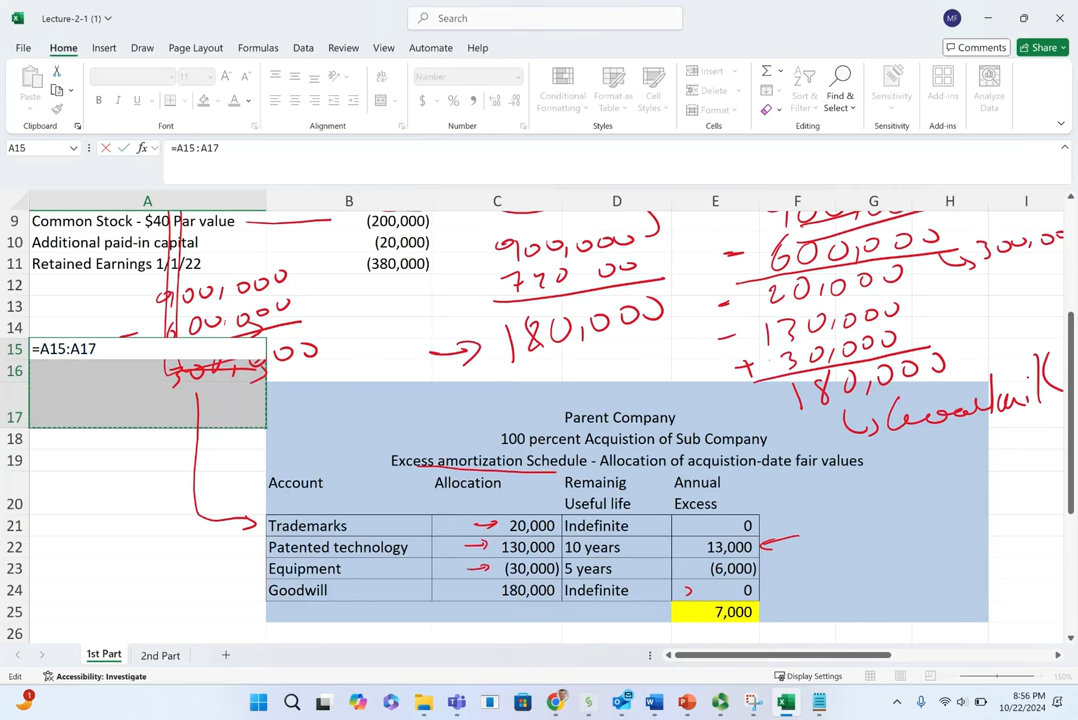 Lecture-2-1 (1)
Search
MF
File Home Insert Draw Page Layout Formulas Data Review View Automate Help
Comments Share
11
Number
Insert
Delete
Format
Paste
Conditional Formatting
Format as Table
Cell Styles
Sort & Filter
Find & Select
Sensitivity
Add-ins
Analyze Data
Clipboard Font Alignment Number Styles Cells Editing Sensitivity Add-ins
A15 =A15:A17
A B C D E F G H I
9 Common Stock - $40 Par value (200,000)
10 Additional paid-in capital (20,000)
11 Retained Earnings 1/1/22 (380,000)
12
13
14
15 =A15:A17
16
17 Parent Company
18 100 percent Acquistion of Sub Company
19 Excess amortization Schedule - Allocation of acquistion-date fair values
Account Allocation Remainig Annual
20 Useful life Excess
21 Trademarks 20,000 Indefinite 0
22 Patented technology 130,000 10 years 13,000
23 Equipment (30,000) 5 years (6,000)
24 Goodwill 180,000 Indefinite 0
25 7,000
26
900,000
600,000
900,000
720 00
180,000
= 600,000
= 20,000
- 130,000
+ 30,000
180,000
1st Part 2nd Part
Edit Accessibility: Investigate Display Settings 150%
1
8:56 PM
10/22/2024